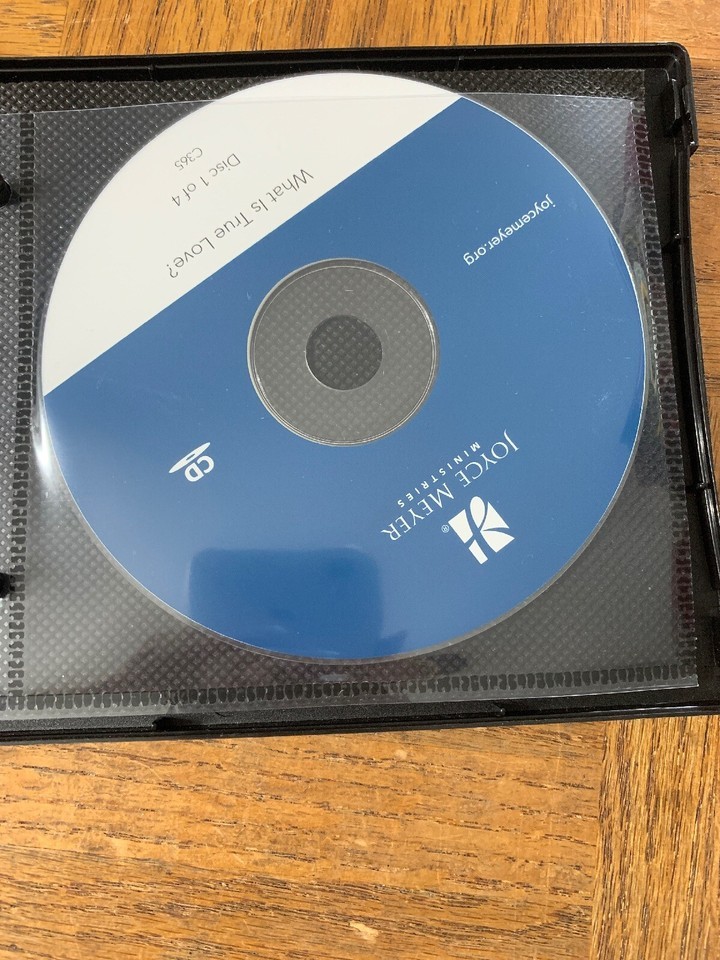 What Is True Love?
Disc 1 of 4
C365
joycemeyer.org
CD
JOYCE MEYER
MINISTRIES
®